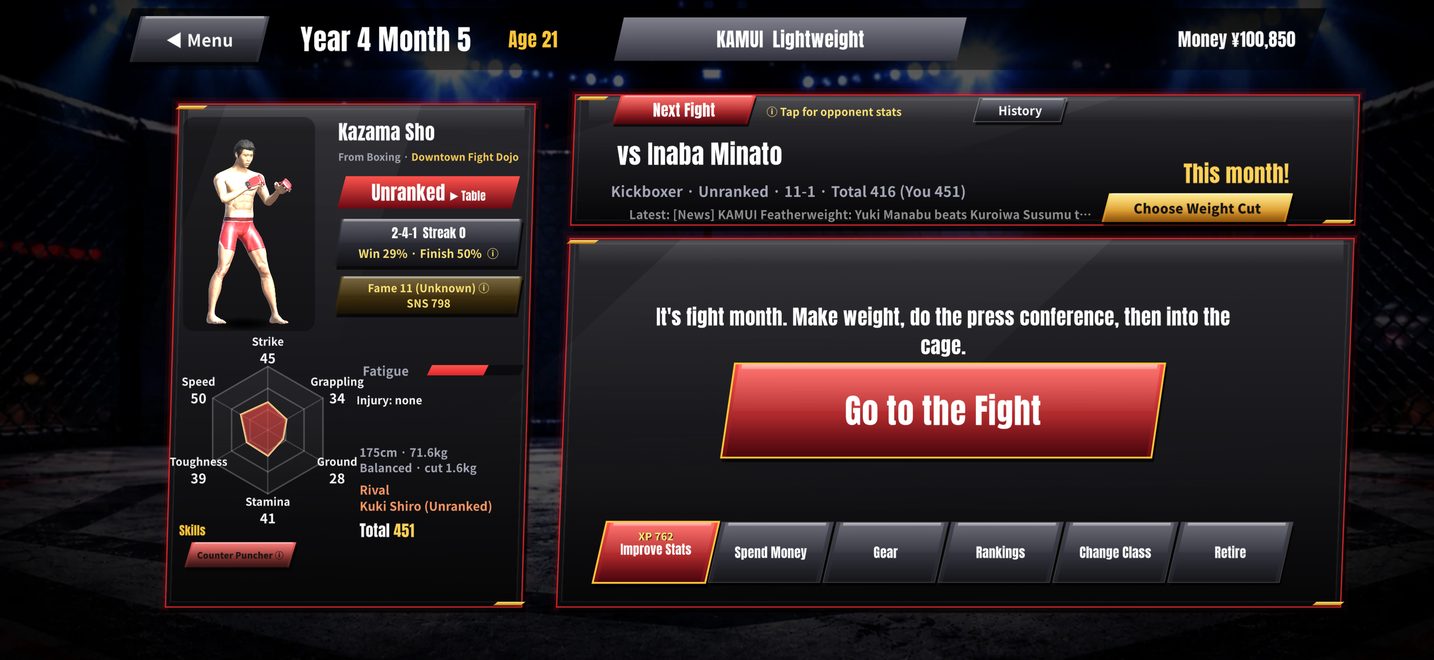 ◀ Menu
Year 4 Month 5
Age 21
KAMUI Lightweight
Money ¥100,850
Kazama Sho
From Boxing · Downtown Fight Dojo
Unranked ▶ Table
2-4-1 Streak 0
Win 29% · Finish 50% ⓘ
Fame 11 (Unknown) ⓘ
SNS 798
Strike
45
Speed
50
Grappling
34
Toughness
39
Ground
28
Stamina
41
Fatigue
Injury: none
175cm · 71.6kg
Balanced · cut 1.6kg
Rival
Kuki Shiro (Unranked)
Total 451
Skills
Counter Puncher ⓘ
Next Fight
ⓘ Tap for opponent stats
History
vs Inaba Minato
Kickboxer · Unranked · 11-1 · Total 416 (You 451)
Latest: [News] KAMUI Featherweight: Yuki Manabu beats Kuroiwa Susumu t···
This month!
Choose Weight Cut
It's fight month. Make weight, do the press conference, then into the
cage.
Go to the Fight
XP 762
Improve Stats
Spend Money
Gear
Rankings
Change Class
Retire